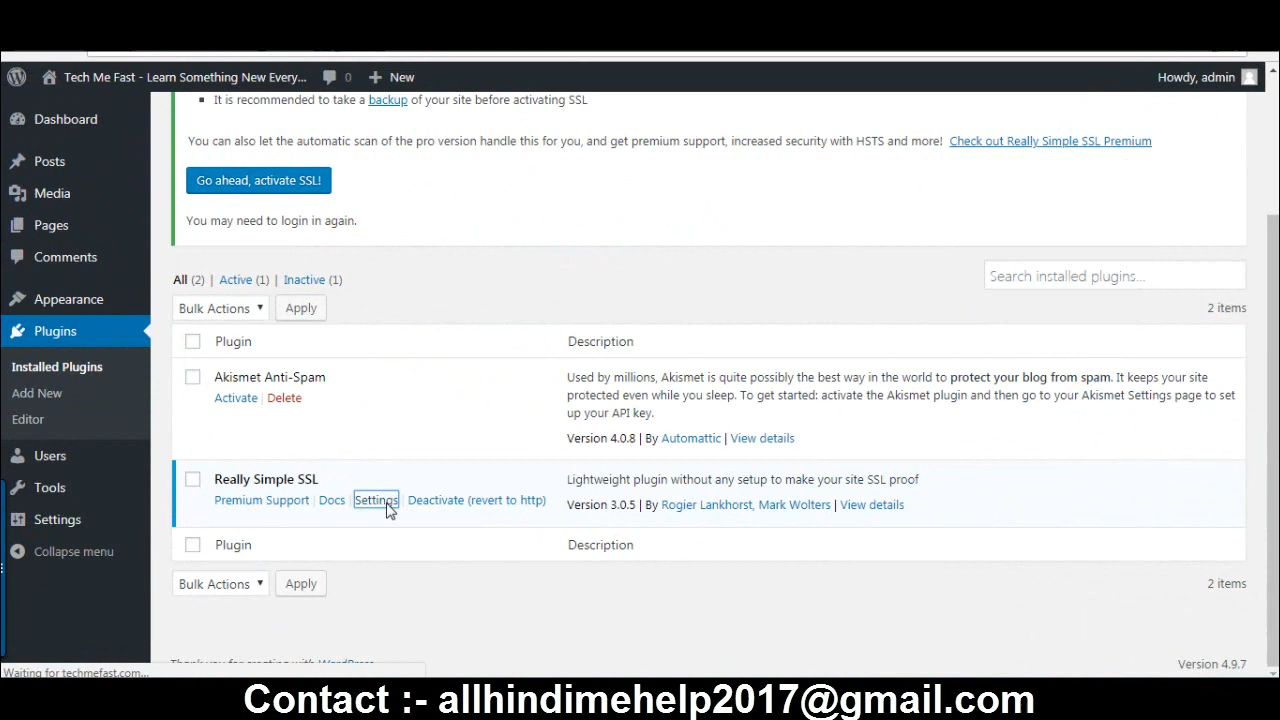 Tech Me Fast - Learn Something New Every... 0 New Howdy, admin
Dashboard
Posts
Media
Pages
Comments
Appearance
Plugins
Installed Plugins
Add New
Editor
Users
Tools
Settings
Collapse menu
It is recommended to take a backup of your site before activating SSL
You can also let the automatic scan of the pro version handle this for you, and get premium support, increased security with HSTS and more! Check out Really Simple SSL Premium
Go ahead, activate SSL!
You may need to login in again.
All (2) | Active (1) | Inactive (1)
Search installed plugins...
Bulk Actions Apply 2 items
Plugin Description
Akismet Anti-Spam
Activate | Delete
Used by millions, Akismet is quite possibly the best way in the world to protect your blog from spam. It keeps your site
protected even while you sleep. To get started: activate the Akismet plugin and then go to your Akismet Settings page to set
up your API key.
Version 4.0.8 | By Automattic | View details
Really Simple SSL
Premium Support | Docs | Settings | Deactivate (revert to http)
Lightweight plugin without any setup to make your site SSL proof
Version 3.0.5 | By Rogier Lankhorst, Mark Wolters | View details
Plugin Description
Bulk Actions Apply 2 items
Thank you for creating with WordPress
Version 4.9.7
Waiting for techmefast.com...
Contact :- allhindimehelp2017@gmail.com